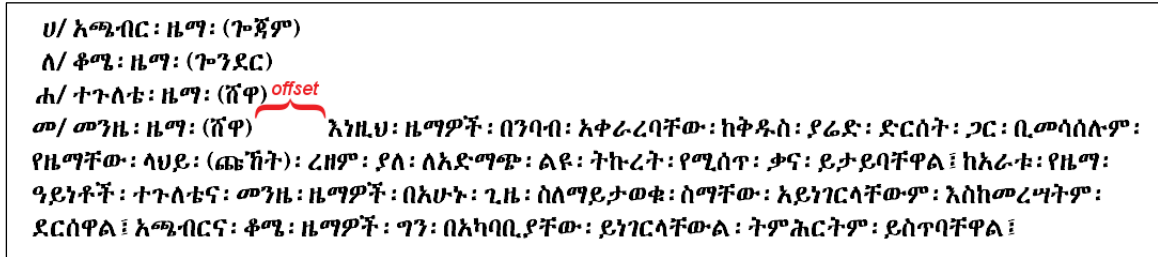 ሀ/ አጫብር፡ ዜማ፡ (ጐጃም)
ለ/ ቆሜ፡ ዜማ፡ (ጐንደር)
ሐ/ ተጉለቴ፡ ዜማ፡ (ሸዋ) offset
መ/ መንዜ፡ ዜማ፡ (ሸዋ) እነዚህ፡ ዜማዎች፡ በንባብ፡ አቀራረባቸው፡ ከቅዱስ፡ ያሬድ፡ ድርሰት፡ ጋር፡ ቢመሳሰሉም፡
የዜማቸው፡ ላህይ፡ (ጩኸት)፡ ረዘም፡ ያለ፡ ለአድማጭ፡ ልዩ፡ ትኩረት፡ የሚሰጥ፡ ቃና፡ ይታይባቸዋል፤ ከአራቱ፡ የዜማ፡
ዓይነቶች፡ ተጉለቴና፡ መንዜ፡ ዜማዎች፡ በአሁኑ፡ ጊዜ፡ ስለማይታወቁ፡ ስማቸው፡ አይነገርላቸውም፡ እስከመረሣትም፡
ደርሰዋል፤ አጫብርና፡ ቆሜ፡ ዜማዎች፡ ግን፡ በአካባቢያቸው፡ ይነገርላቸውል፡ ትምሕርትም፡ ይስጥባቸዋል፤